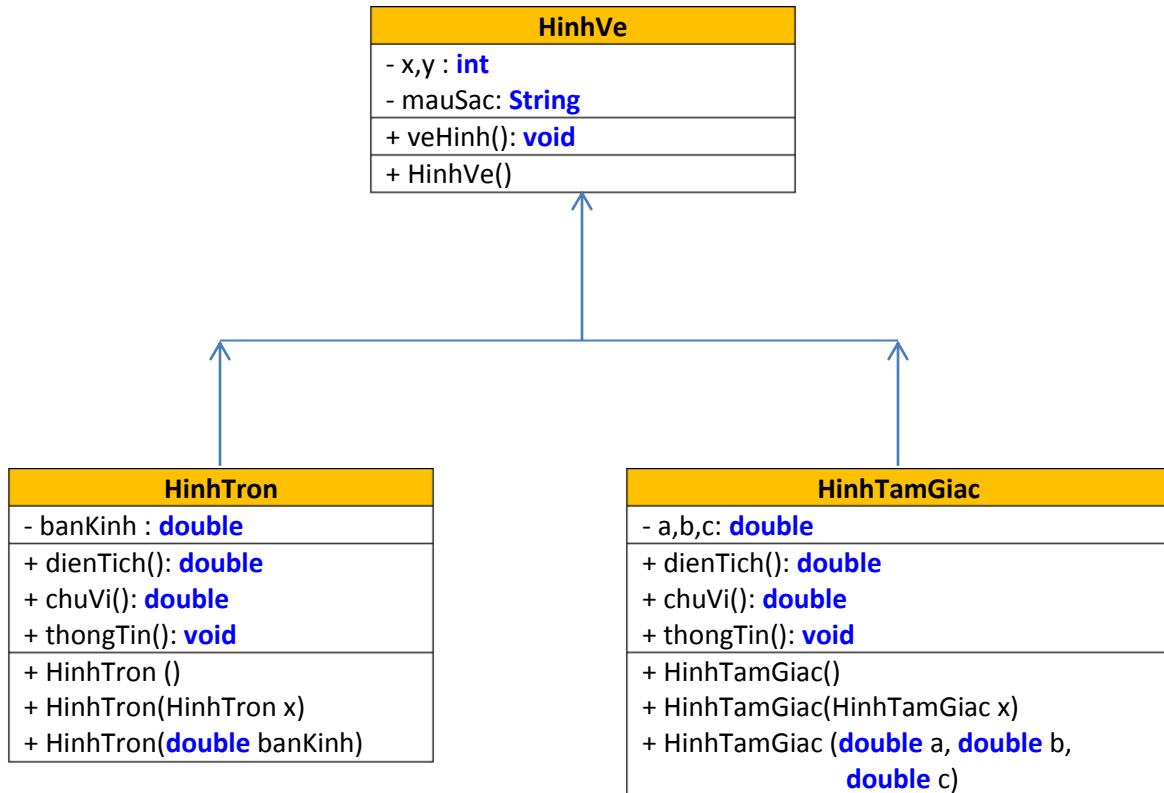 HinhVe
- x,y : int
- mauSac: String
+ veHinh(): void
+ HinhVe()
HinhTron
- banKinh : double
+ dienTich(): double
+ chuVi(): double
+ thongTin(): void
+ HinhTron ()
+ HinhTron(HinhTron x)
+ HinhTron(double banKinh)
HinhTamGiac
- a,b,c: double
+ dienTich(): double
+ chuVi(): double
+ thongTin(): void
+ HinhTamGiac()
+ HinhTamGiac(HinhTamGiac x)
+ HinhTamGiac (double a, double b,
double c)